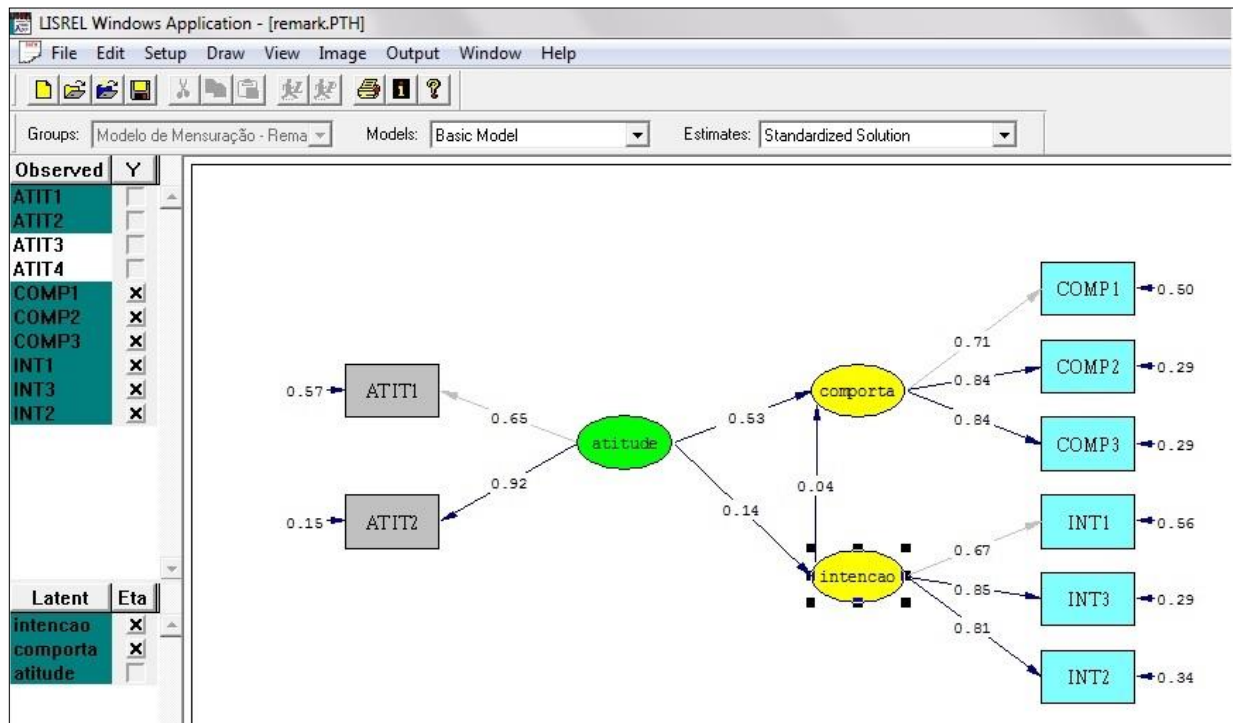 LISREL Windows Application - [remark.PTH]
File Edit Setup Draw View Image Output Window Help
Groups: Modelo de Mensuração - Rema Models: Basic Model Estimates: Standardized Solution
Observed Y
ATIT1
ATIT2
ATIT3
ATIT4
COMP1 X
COMP2 X
COMP3 X
INT1 X
INT3 X
INT2 X
Latent Eta
intencao X
comporta X
atitude
0.57 ATIT1
0.15 ATIT2
0.65
0.92
atitude
0.53
0.14
comporta
0.04
intencao
0.71
0.84
0.84
0.67
0.85
0.81
COMP1 0.50
COMP2 0.29
COMP3 0.29
INT1 0.56
INT3 0.29
INT2 0.34